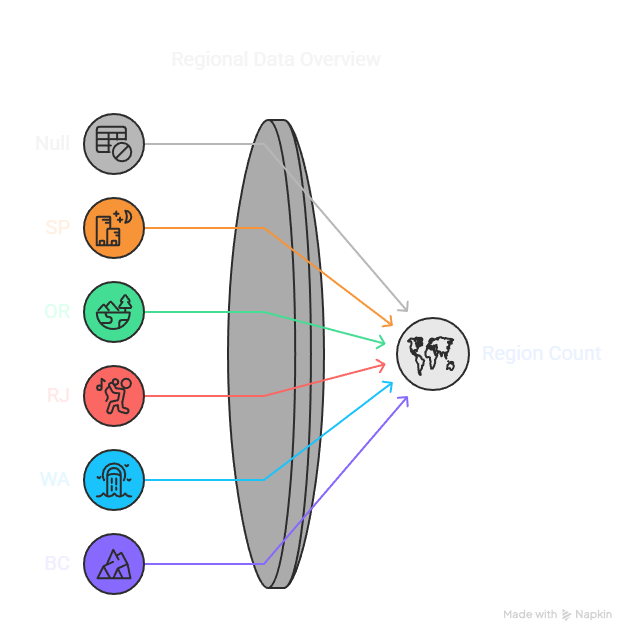 Regional Data Overview
Null
SP
OR
RJ
WA
BC
Region Count
Made with Napkin